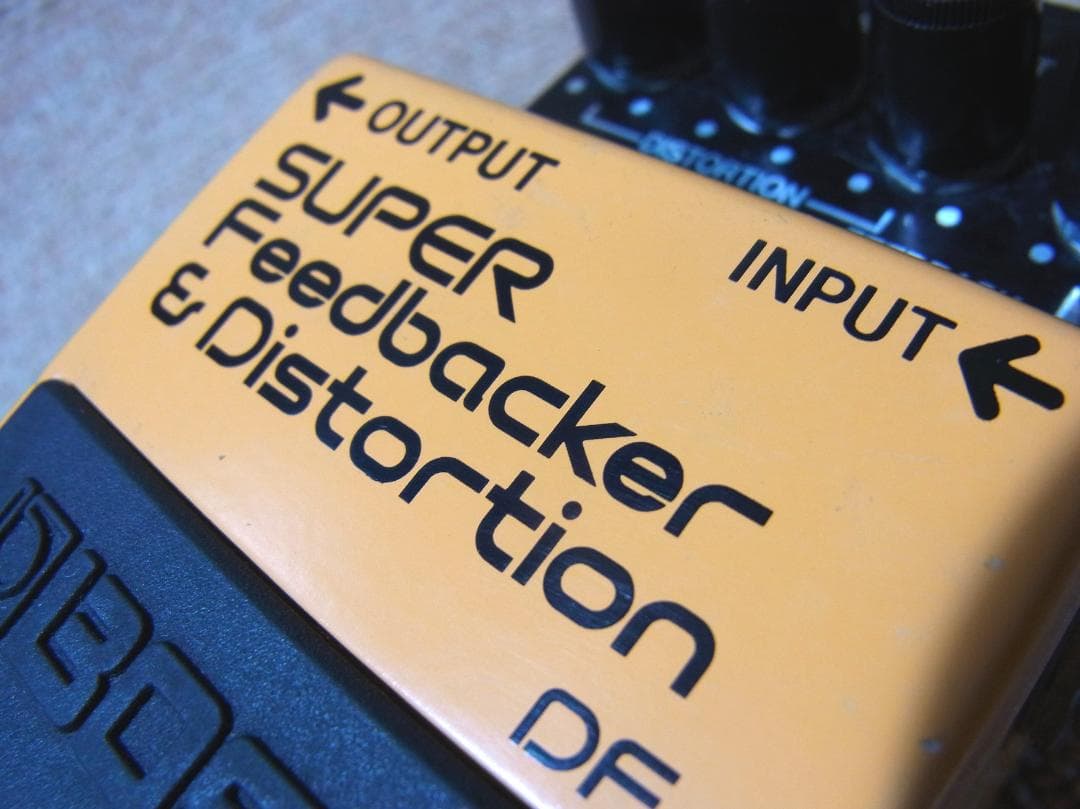 ← OUTPUT
DISTORTION
INPUT ←
SUPER
Feedbacker
& Distortion
DF